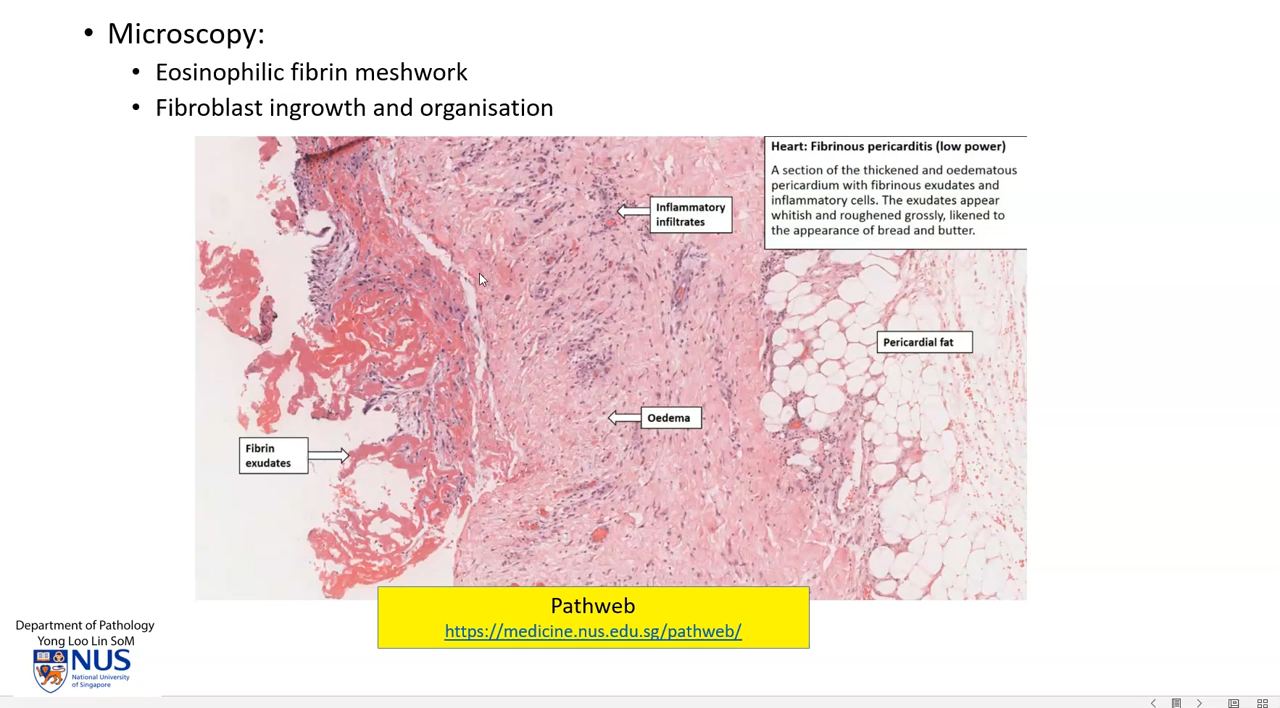 • Microscopy:
• Eosinophilic fibrin meshwork
• Fibroblast ingrowth and organisation
Heart: Fibrinous pericarditis (low power)
A section of the thickened and oedematous
pericardium with fibrinous exudates and
inflammatory cells. The exudates appear
whitish and roughened grossly, likened to
the appearance of bread and butter.
Inflammatory
infiltrates
Pericardial fat
Oedema
Fibrin
exudates
Pathweb
https://medicine.nus.edu.sg/pathweb/
Department of Pathology
Yong Loo Lin SoM
NUS
National University
of Singapore